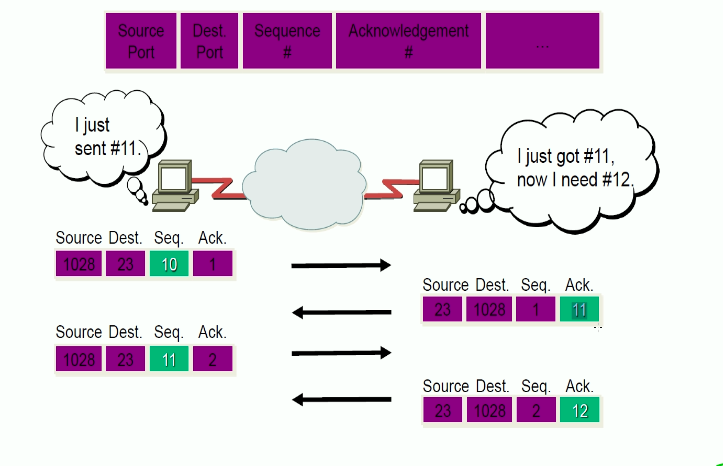 Source Dest. Sequence Acknowledgement
Port Port # # ...
I just
sent #11.
I just got #11,
now I need #12.
Source Dest. Seq. Ack.
1028 23 10 1
Source Dest. Seq. Ack.
23 1028 1 11
Source Dest. Seq. Ack.
1028 23 11 2
Source Dest. Seq. Ack.
23 1028 2 12